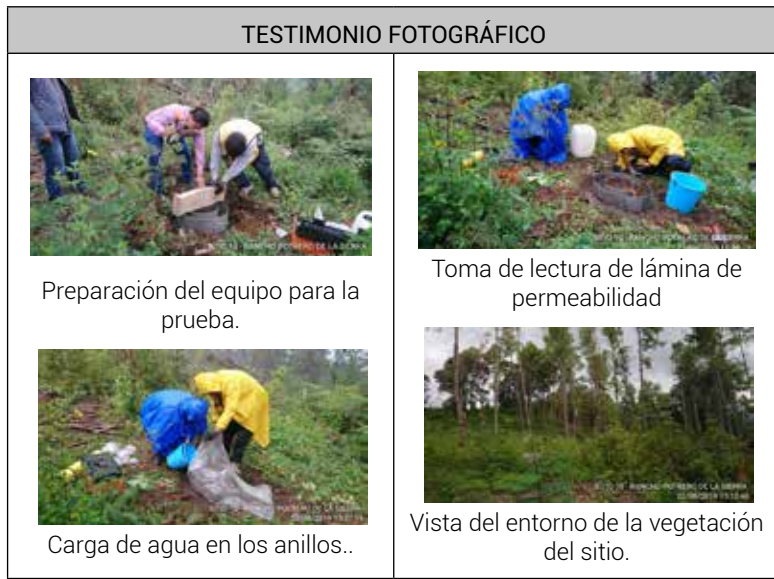 TESTIMONIO FOTOGRÁFICO
Preparación del equipo para la
prueba.
Carga de agua en los anillos..
Toma de lectura de lámina de
permeabilidad
Vista del entorno de la vegetación
del sitio.